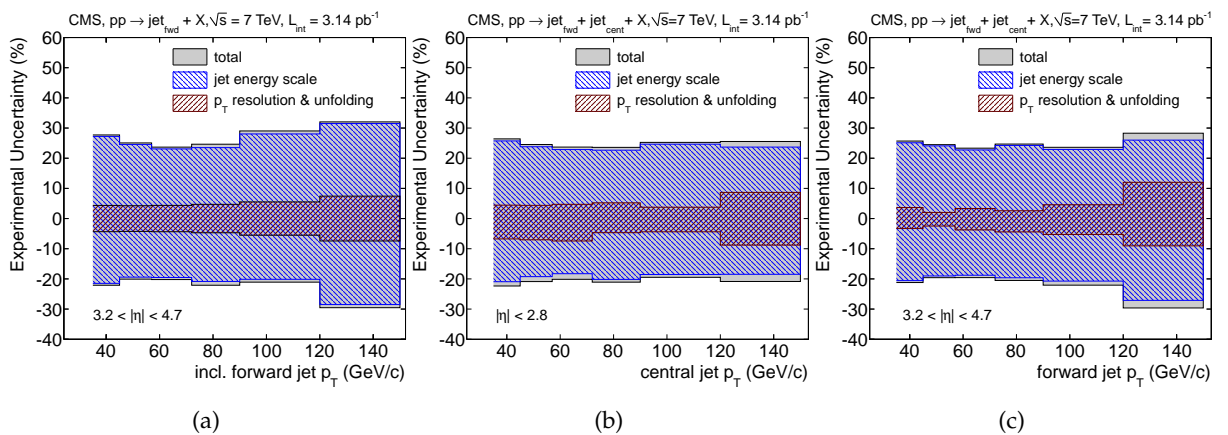 CMS, pp → jet_fwd + X, √s = 7 TeV, L_int = 3.14 pb⁻¹
Experimental Uncertainty (%)
60
50
40
30
20
10
0
-10
-20
-30
-40
total
jet energy scale
p_T resolution & unfolding
3.2 < |η| < 4.7
40 60 80 100 120 140
incl. forward jet p_T (GeV/c)
(a)
CMS, pp → jet_fwd + jet_cent + X, √s=7 TeV, L_int = 3.14 pb⁻¹
Experimental Uncertainty (%)
60
50
40
30
20
10
0
-10
-20
-30
-40
total
jet energy scale
p_T resolution & unfolding
|η| < 2.8
40 60 80 100 120 140
central jet p_T (GeV/c)
(b)
CMS, pp → jet_fwd + jet_cent + X, √s=7 TeV, L_int = 3.14 pb⁻¹
Experimental Uncertainty (%)
60
50
40
30
20
10
0
-10
-20
-30
-40
total
jet energy scale
p_T resolution & unfolding
3.2 < |η| < 4.7
40 60 80 100 120 140
forward jet p_T (GeV/c)
(c)